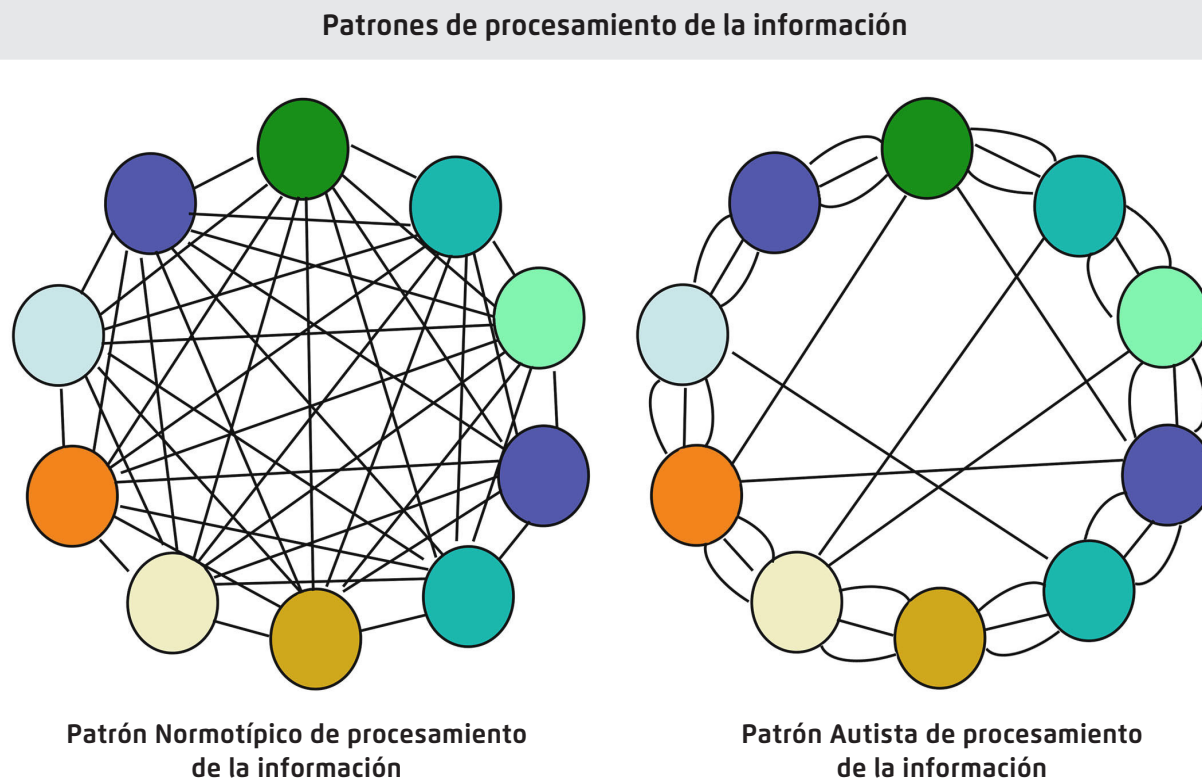 Patrones de procesamiento de la información
Patrón Normotípico de procesamiento
de la información
Patrón Autista de procesamiento
de la información